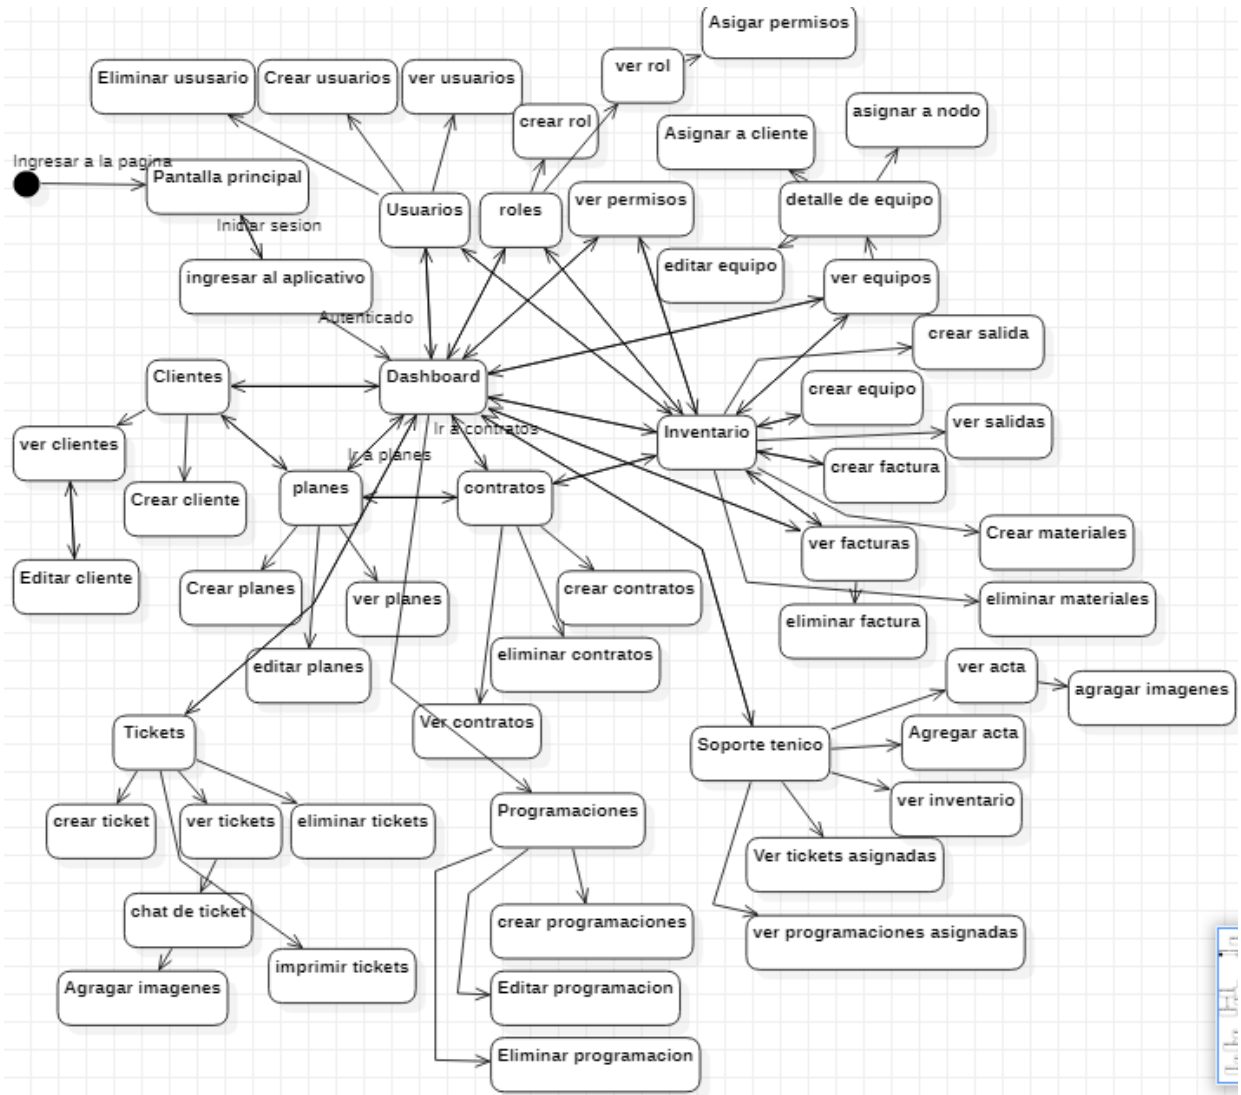 Asigar permisos
ver rol
Eliminar ususario
Crear usuarios
ver usuarios
crear rol
asignar a nodo
Asignar a cliente
Ingresar a la pagina
Pantalla principal
Usuarios
roles
ver permisos
detalle de equipo
Iniciar sesion
ingresar al aplicativo
editar equipo
ver equipos
Autenticado
crear salida
Clientes
Dashboard
crear equipo
ver salidas
Ir a contratos
Inventario
ver clientes
Ir a planes
crear factura
Crear cliente
planes
contratos
Crear materiales
ver facturas
Editar cliente
Crear planes
ver planes
crear contratos
eliminar materiales
eliminar factura
editar planes
eliminar contratos
ver acta
agragar imagenes
Ver contratos
Tickets
Soporte tenico
Agregar acta
crear ticket
ver tickets
eliminar tickets
Programaciones
ver inventario
Ver tickets asignadas
chat de ticket
crear programaciones
ver programaciones asignadas
imprimir tickets
Agragar imagenes
Editar programacion
Eliminar programacion